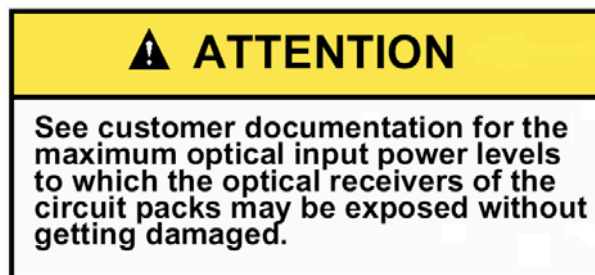 ATTENTION
See customer documentation for the
maximum optical input power levels
to which the optical receivers of the
circuit packs may be exposed without
getting damaged.